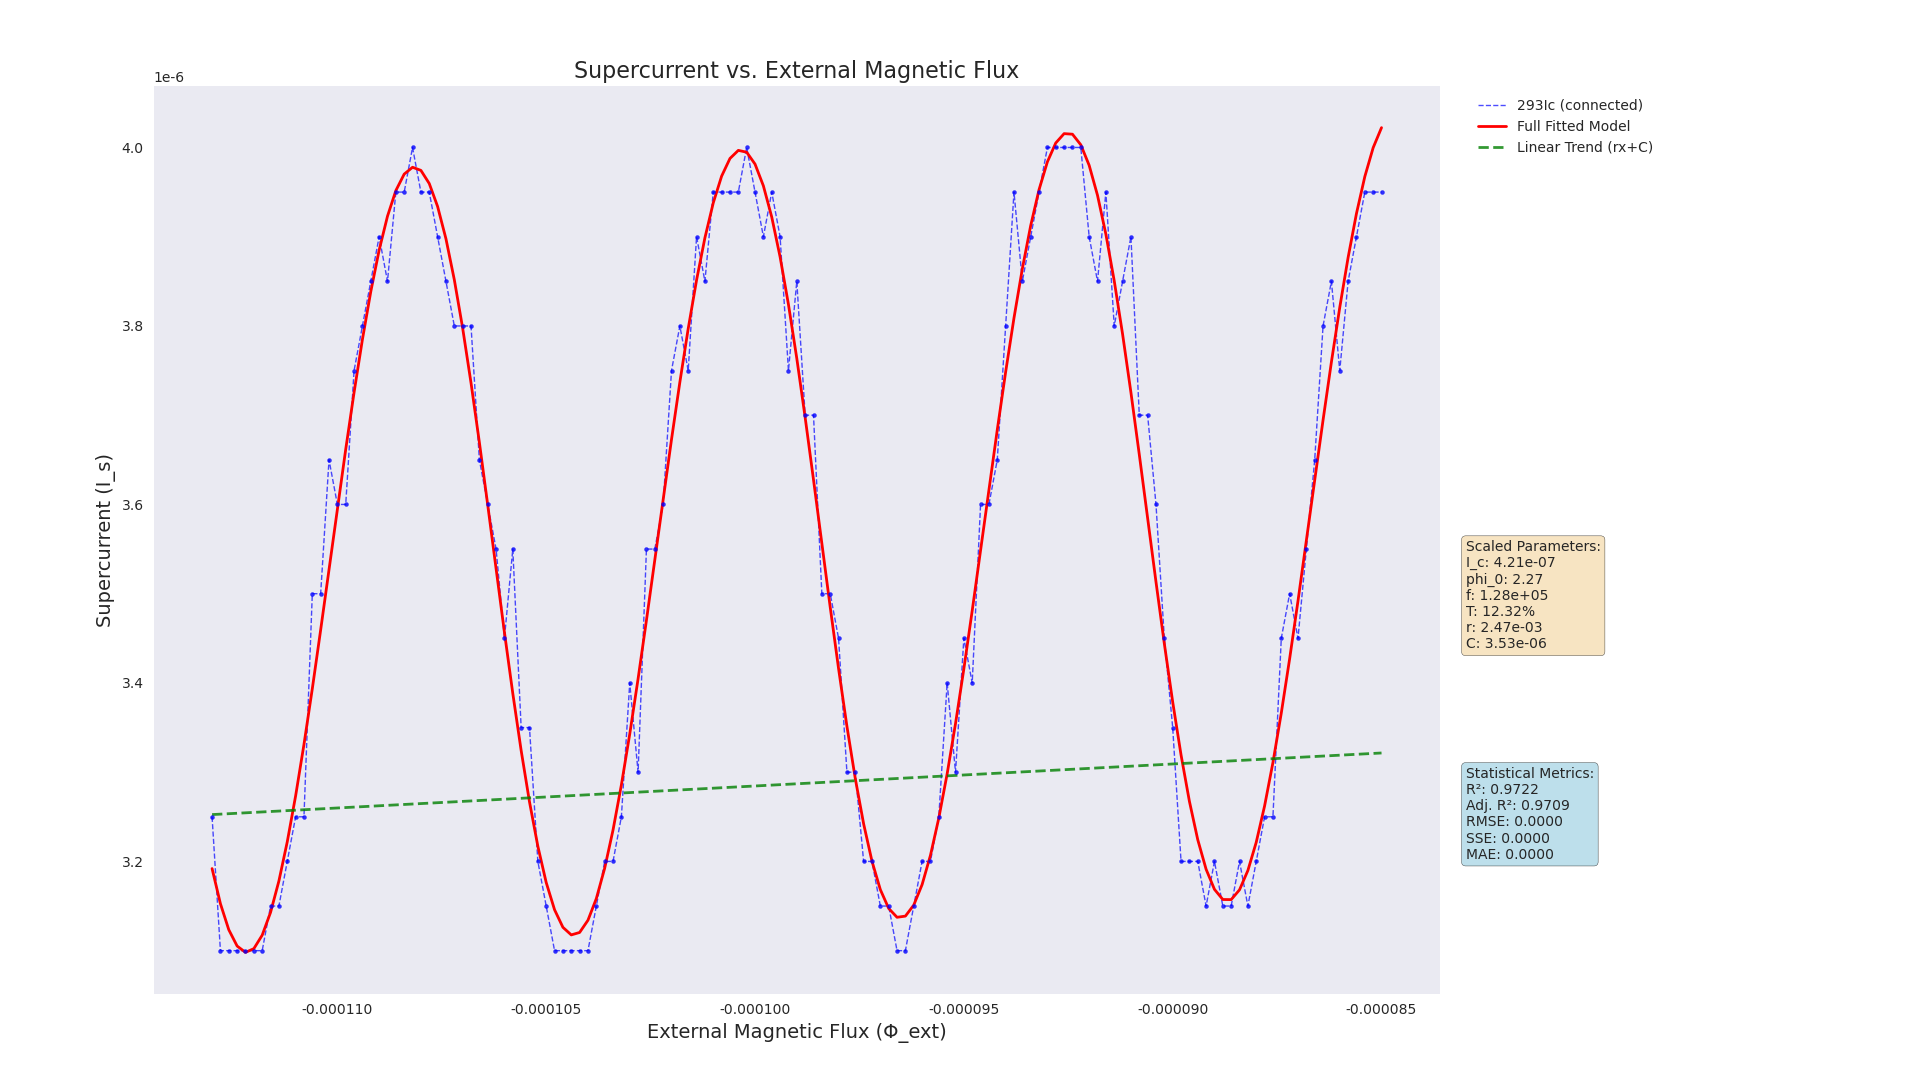 Supercurrent vs. External Magnetic Flux
1e-6
4.0
3.8
3.6
3.4
3.2
Supercurrent (I_s)
-0.000110
-0.000105
-0.000100
-0.000095
-0.000090
-0.000085
External Magnetic Flux (Φ_ext)
293Ic (connected)
Full Fitted Model
Linear Trend (rx+C)
Scaled Parameters:
I_c: 4.21e-07
phi_0: 2.27
f: 1.28e+05
T: 12.32%
r: 2.47e-03
C: 3.53e-06
Statistical Metrics:
R²: 0.9722
Adj. R²: 0.9709
RMSE: 0.0000
SSE: 0.0000
MAE: 0.0000